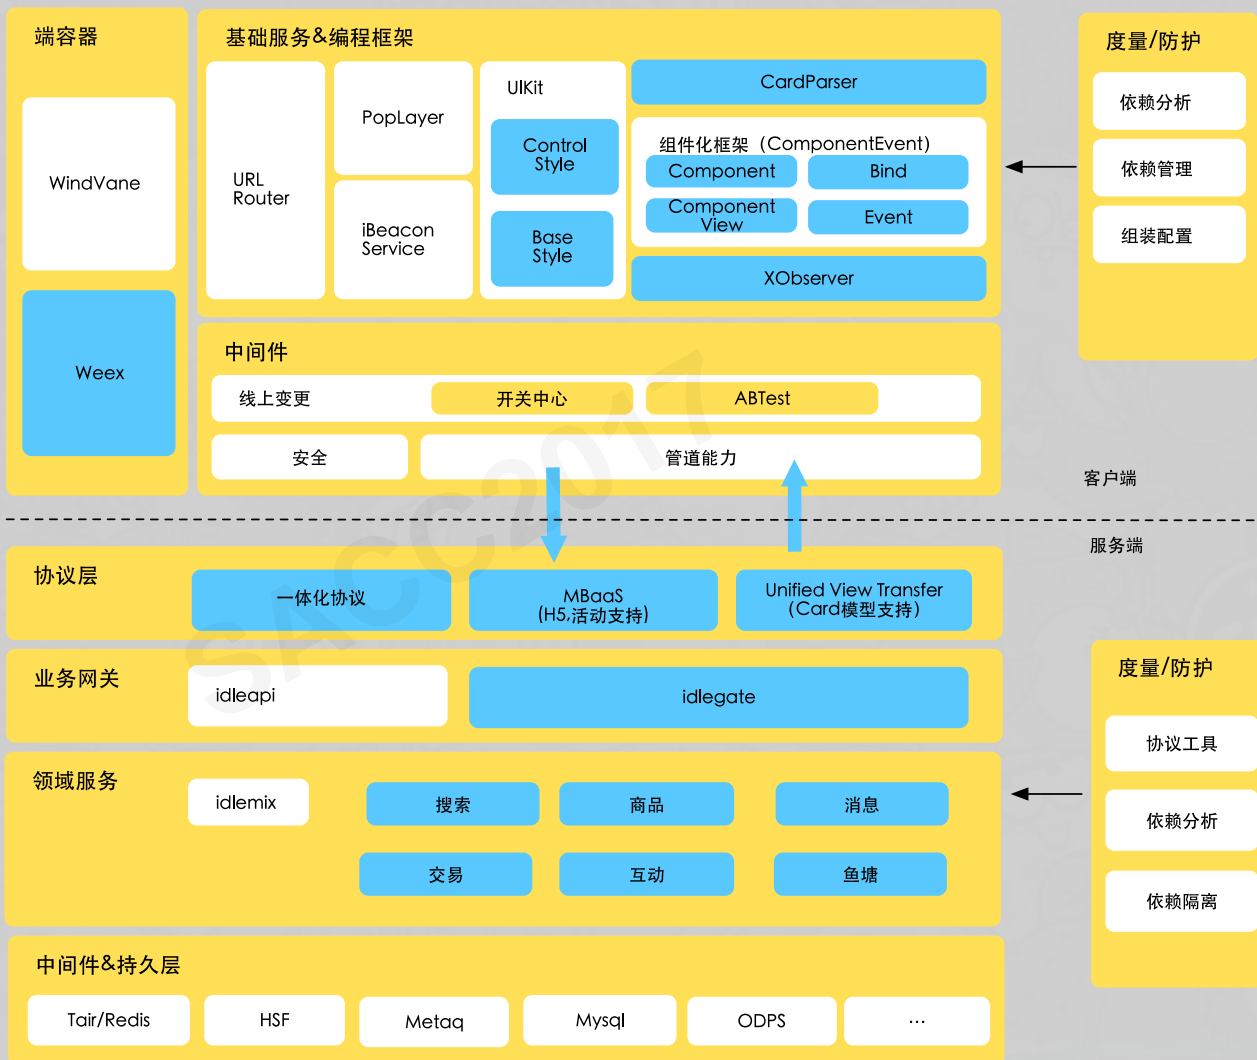 端容器
WindVane
Weex
基础服务&编程框架
URL
Router
PopLayer
iBeacon
Service
UIKit
Control
Style
Base
Style
CardParser
组件化框架（ComponentEvent)
Component
Bind
Component
View
Event
XObserver
度量/防护
依赖分析
依赖管理
组装配置
中间件
线上变更
开关中心
ABTest
安全
管道能力
客户端
服务端
SACC2017
协议层
一体化协议
MBaaS
(H5,活动支持)
Unified View Transfer
（Card模型支持）
业务网关
idleapi
idlegate
领域服务
idlemix
搜索
商品
消息
交易
互动
鱼塘
度量/防护
协议工具
依赖分析
依赖隔离
中间件&持久层
Tair/Redis
HSF
Metaq
Mysql
ODPS
...